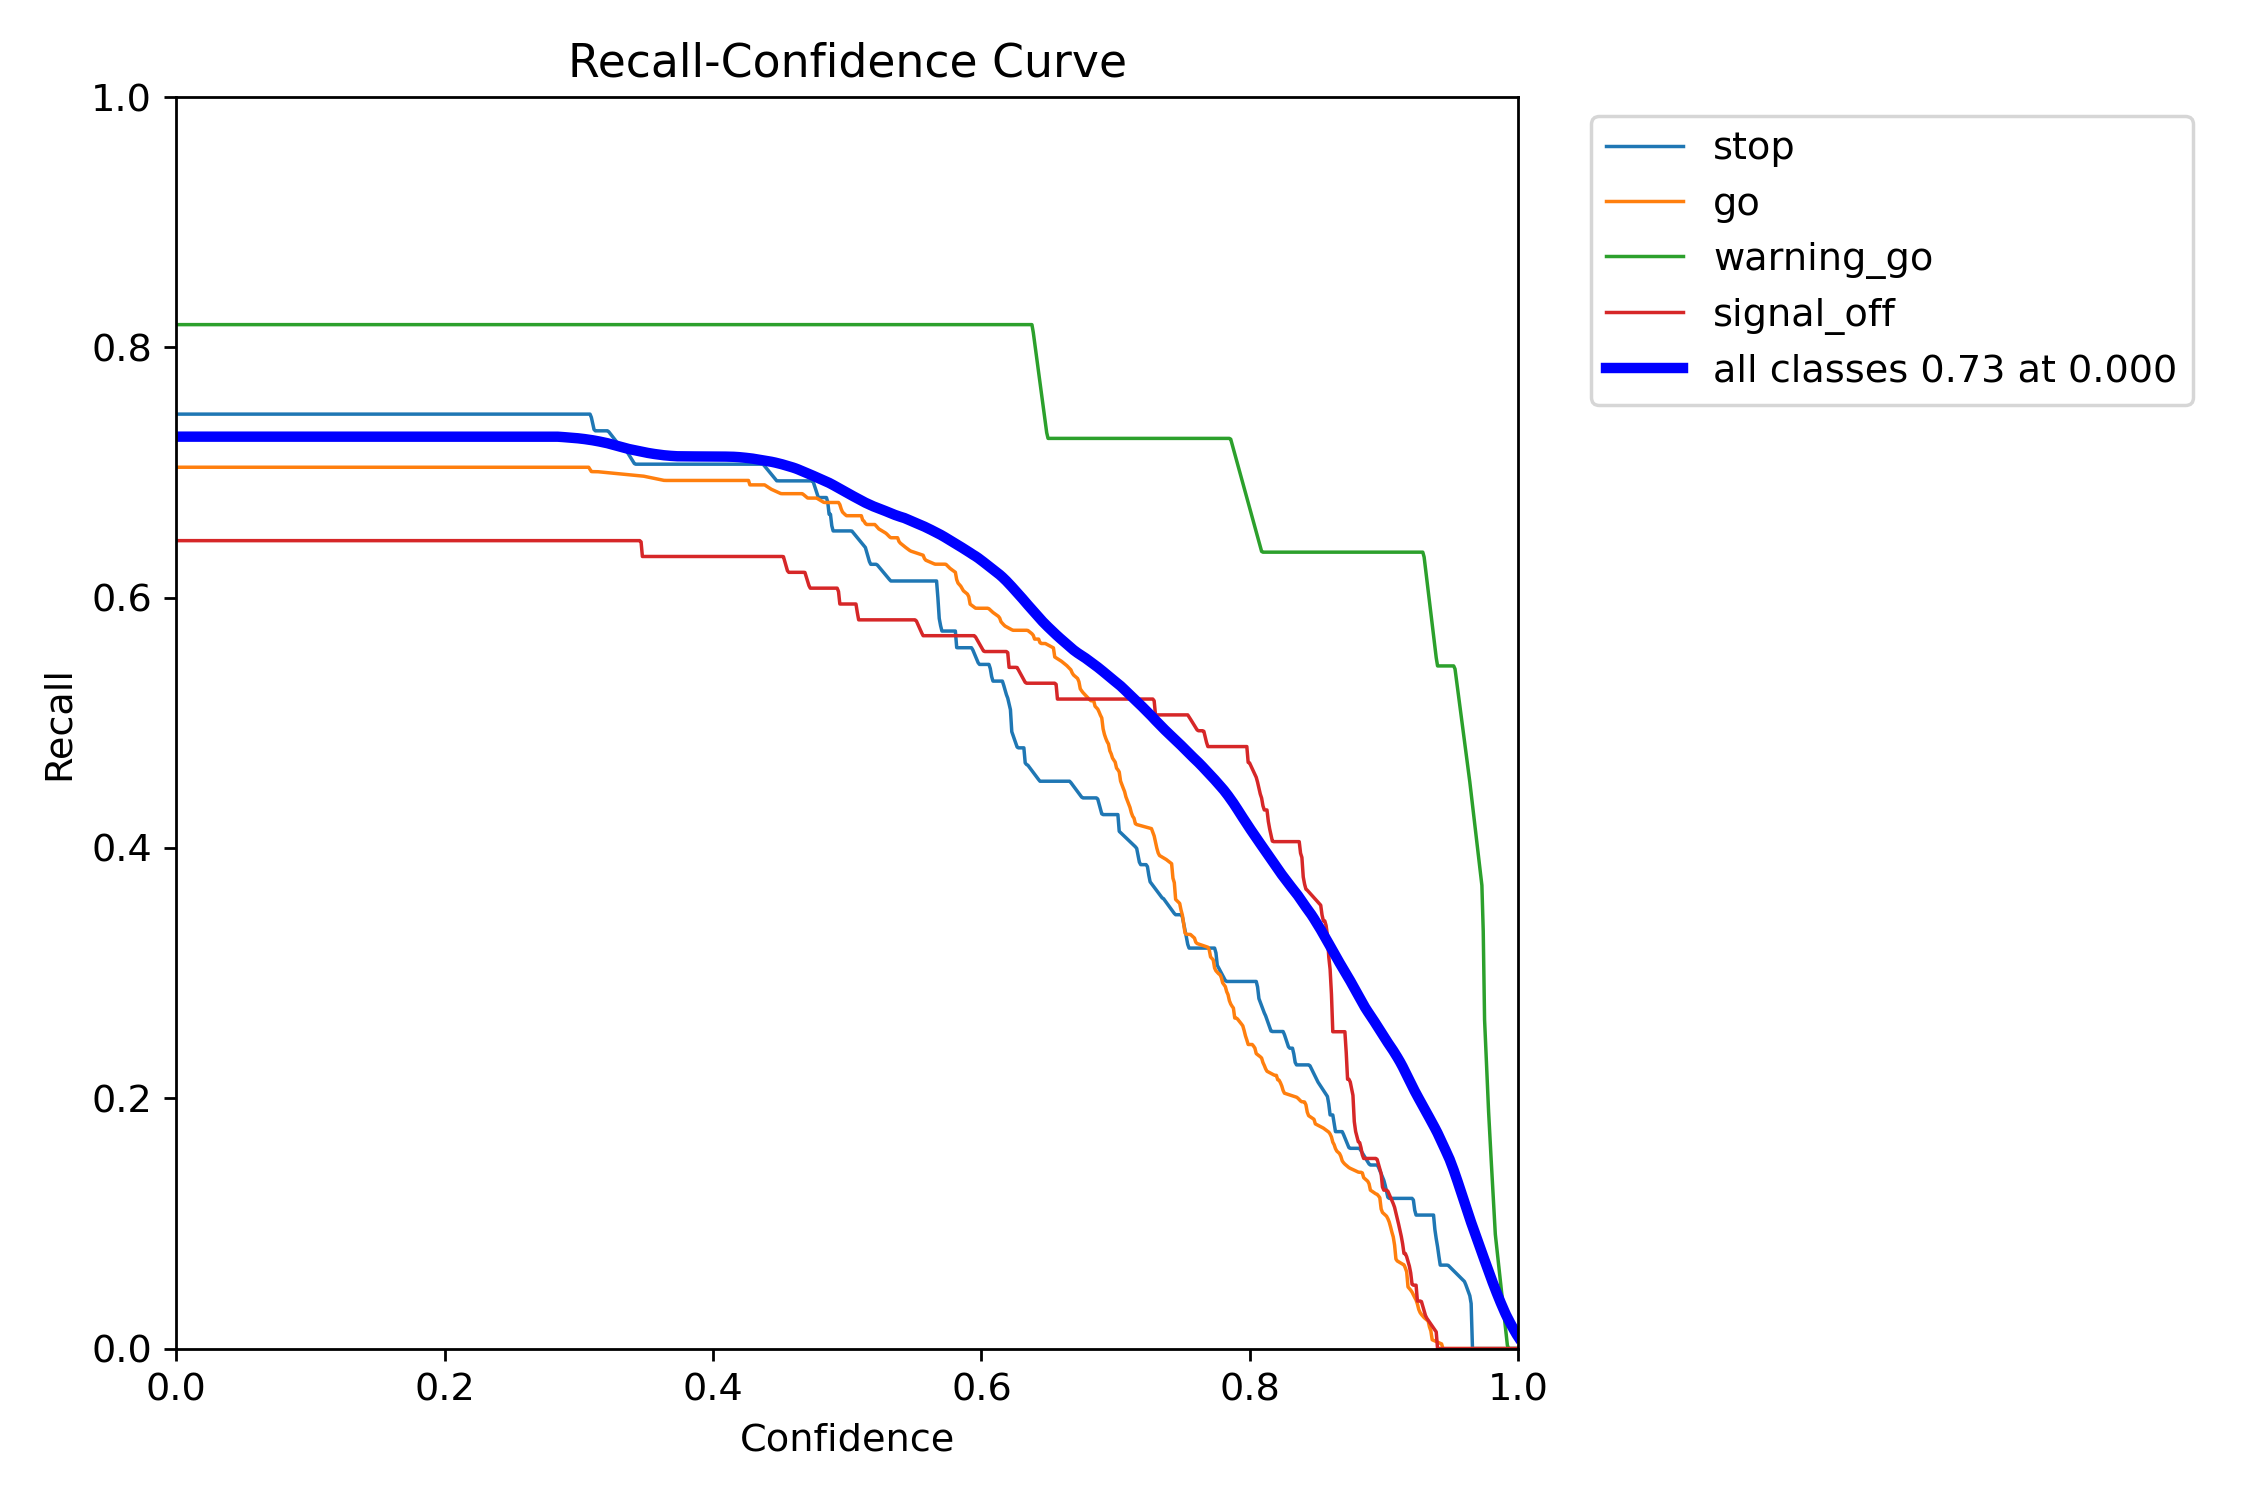 Recall-Confidence Curve
1.0
0.8
0.6
0.4
0.2
0.0
Recall
0.0 0.2 0.4 0.6 0.8 1.0
Confidence
stop
go
warning_go
signal_off
all classes 0.73 at 0.000